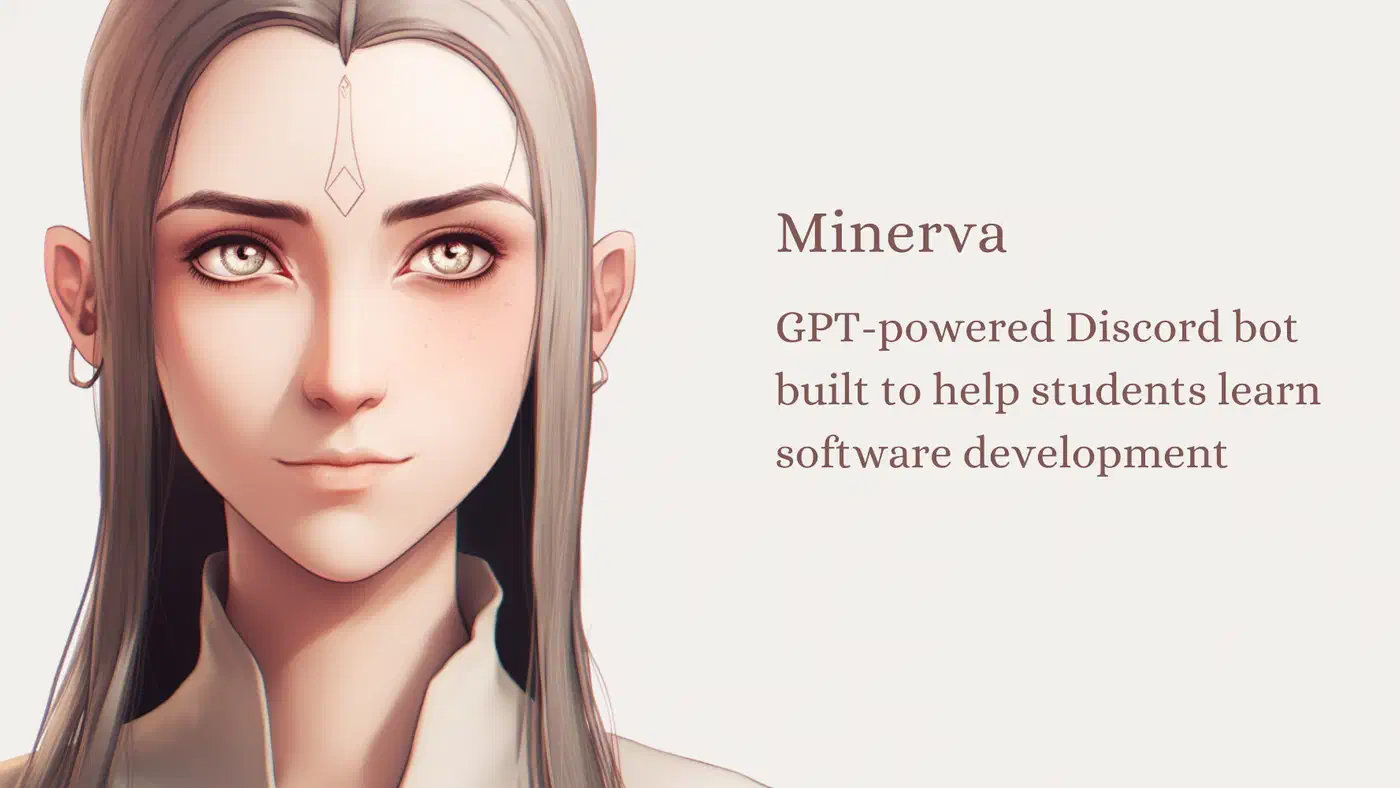 Minerva
GPT-powered Discord bot
built to help students learn
software development